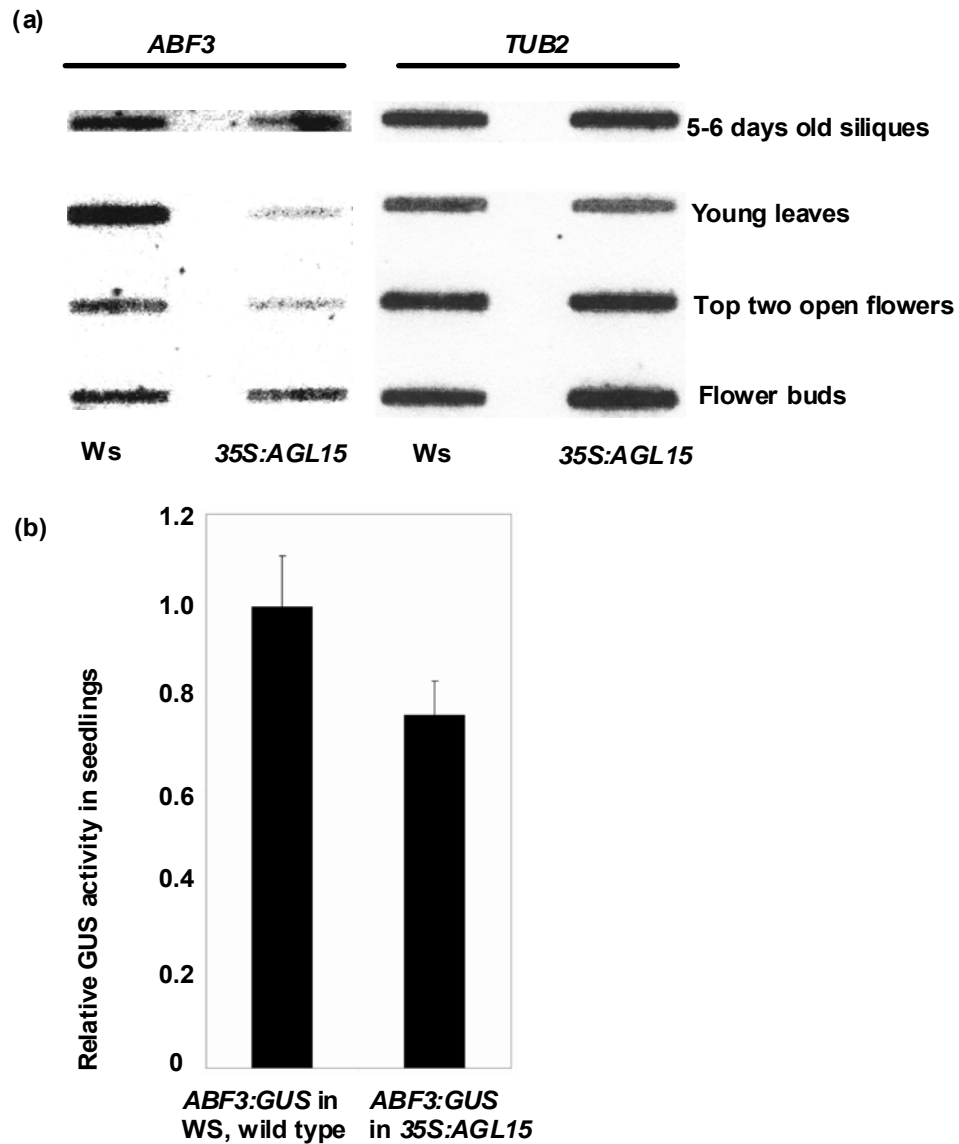 (a)
ABF3 TUB2
5-6 days old siliques
Young leaves
Top two open flowers
Flower buds
Ws 35S:AGL15 Ws 35S:AGL15
(b)
Relative GUS activity in seedlings
1.2
1.0
0.8
0.6
0.4
0.2
0
ABF3:GUS in
WS, wild type
ABF3:GUS
in 35S:AGL15